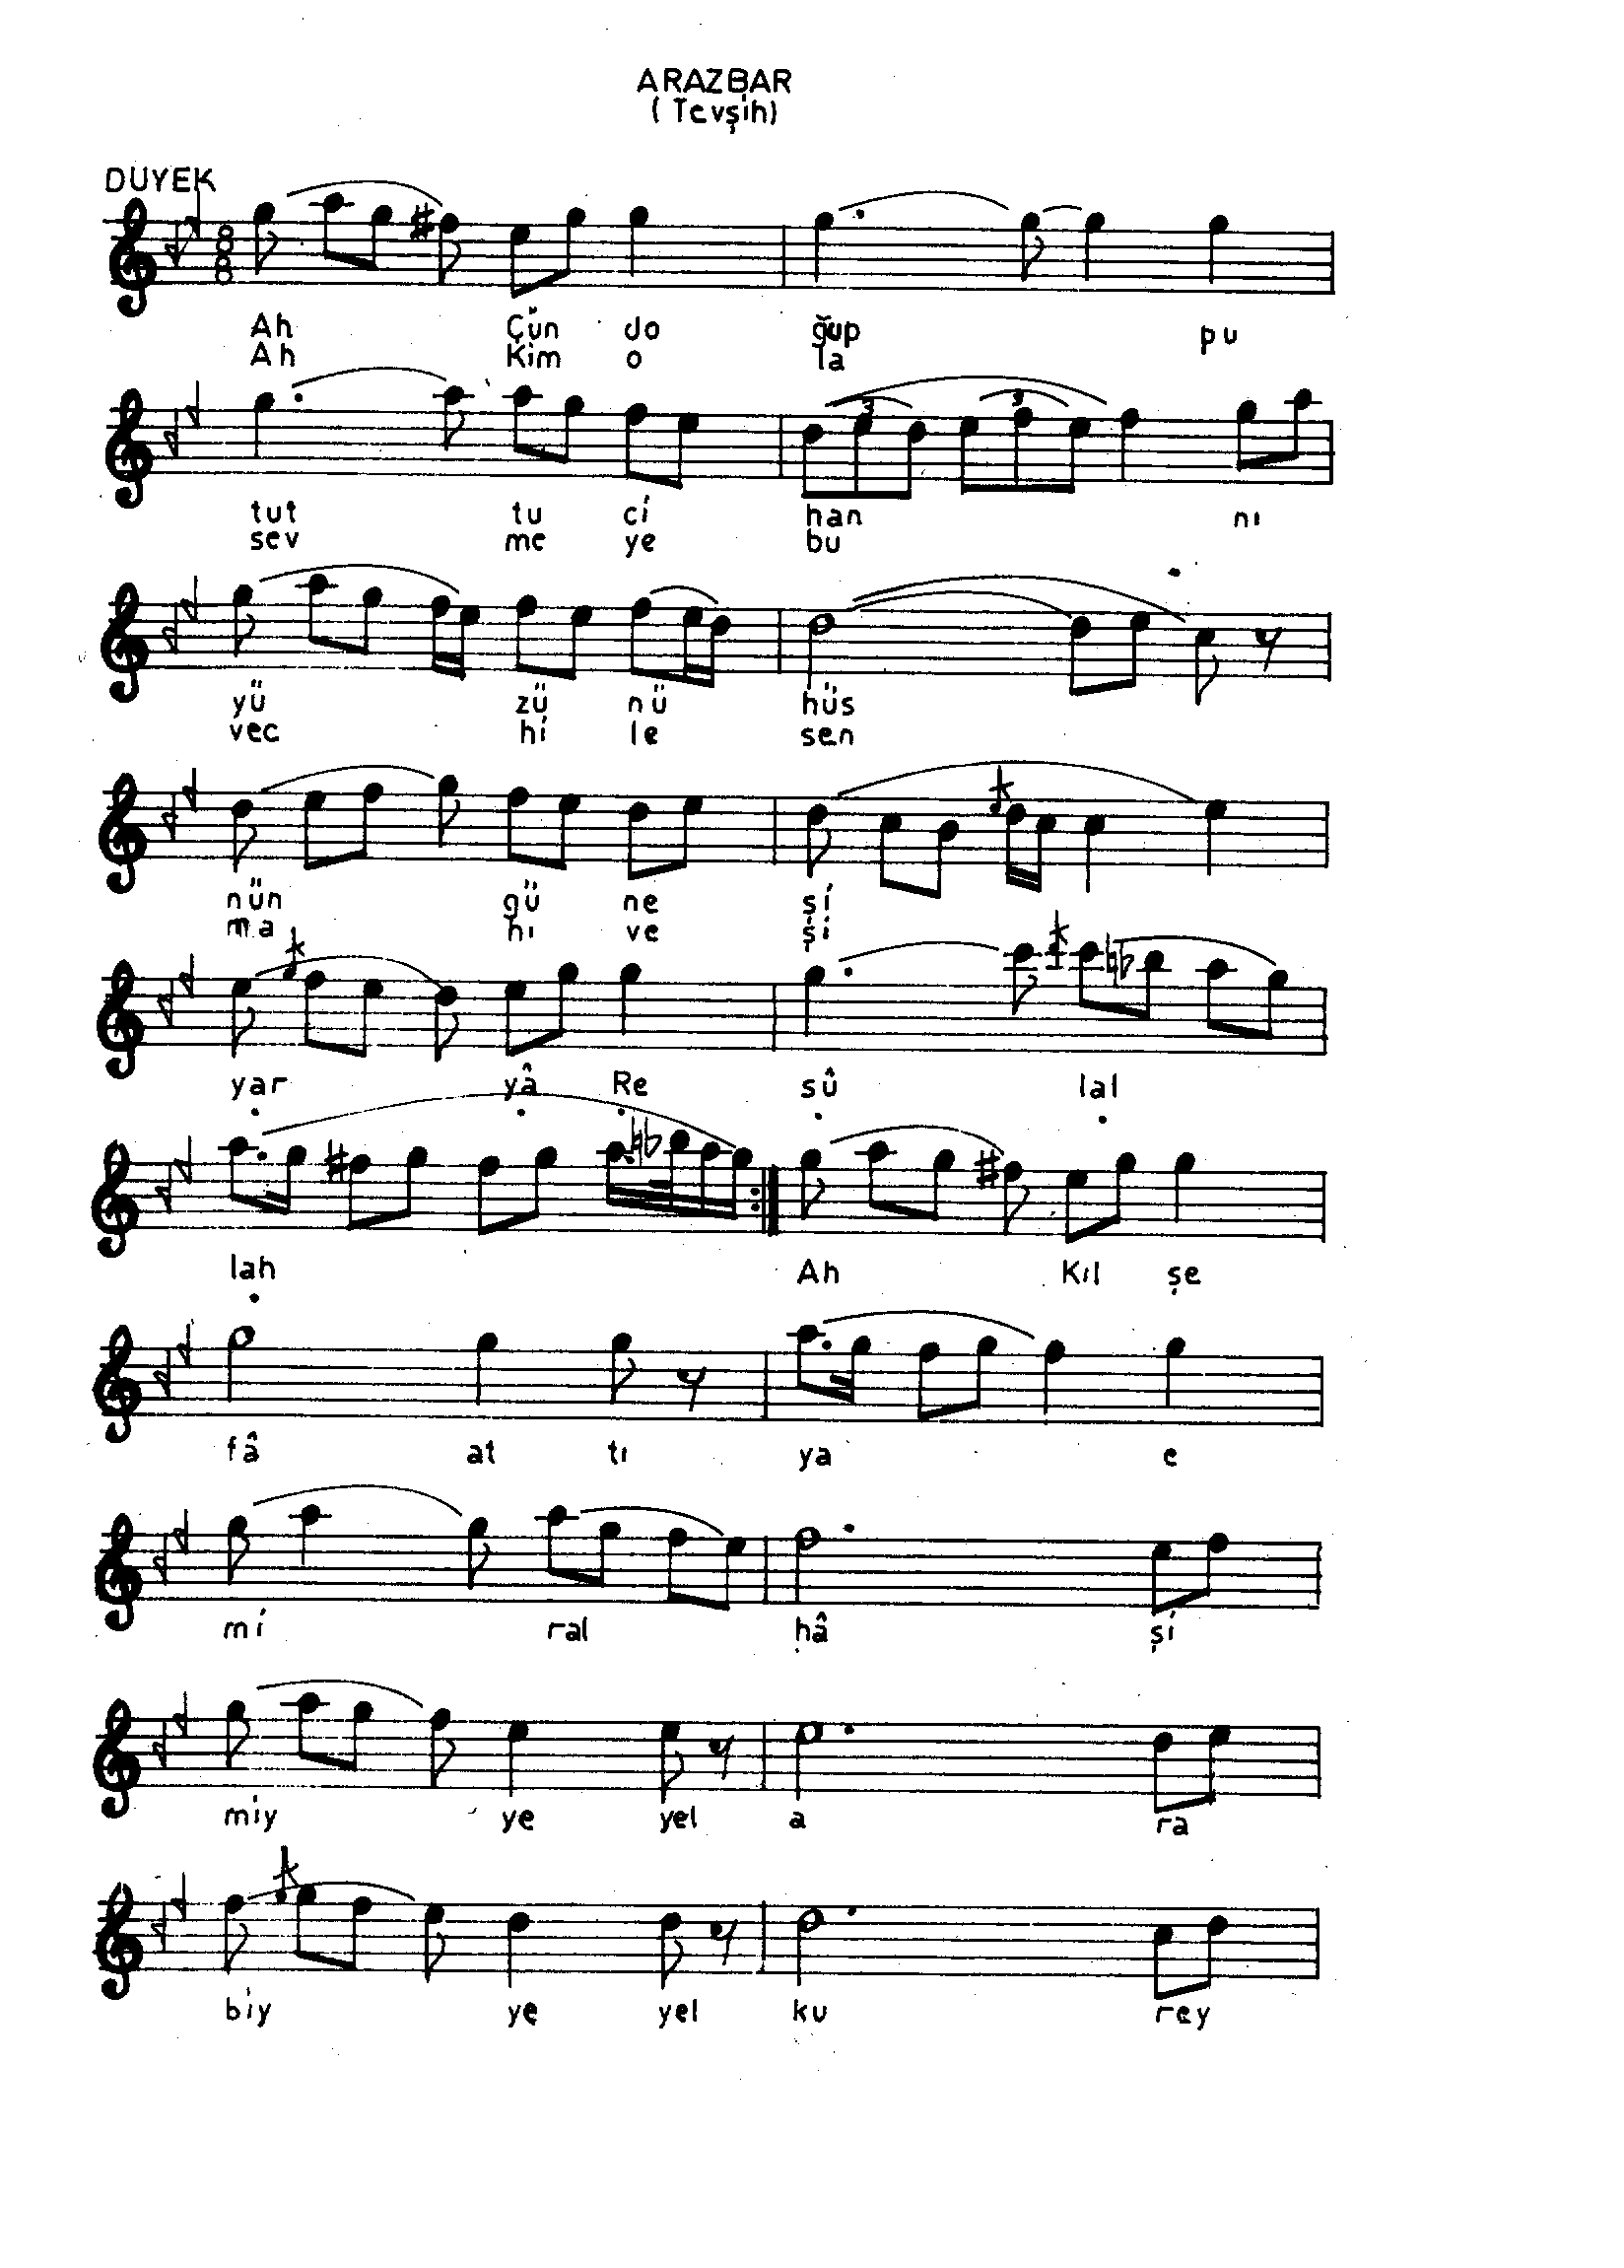 ARAZBAR
(Tevşih)
DUYEK
8
8
Ah Çün do ğup pu
Ah Kim o la
3 3
tut tu ci han nı
sev me ye bu
yü zü nü hüs
vec hi le sen
nün gü ne şi
ma hı ve şi
yar yâ Re sû lal
lah Ah Kıl şe
fâ at tı ya e
mi ral hâ şi
miy ye yel a ra
biy ye yel ku rey